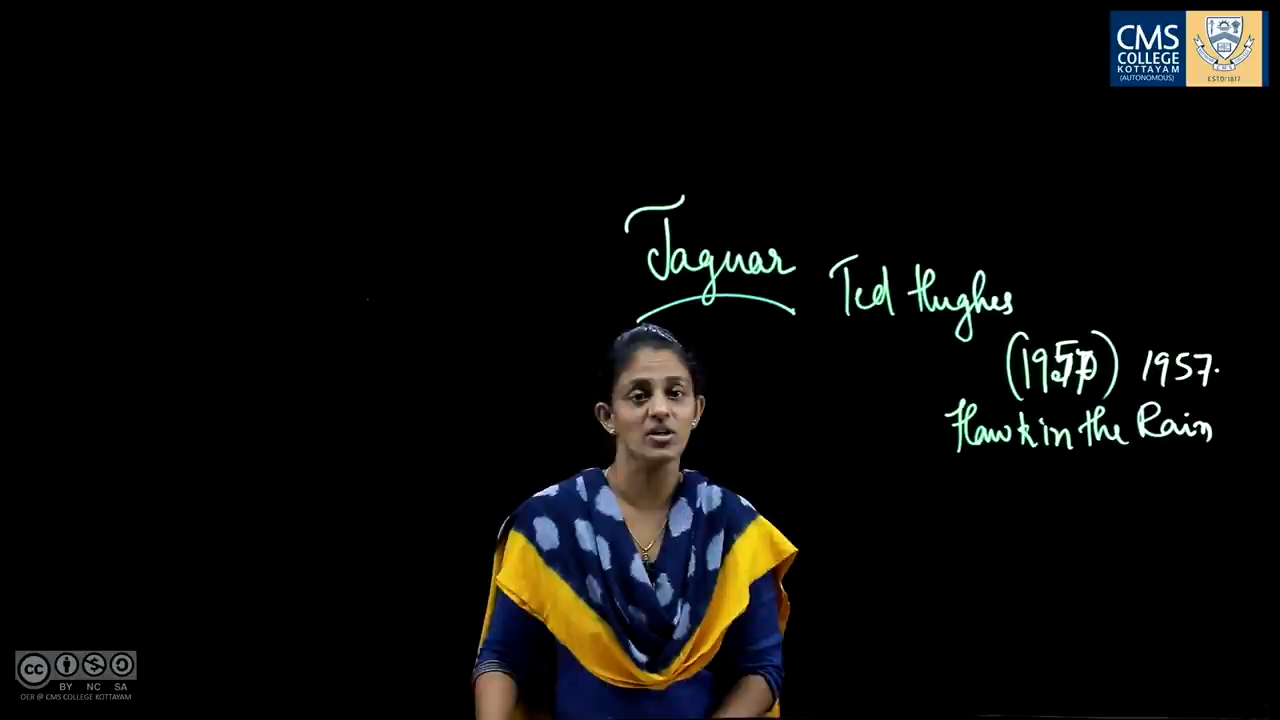 CMS
COLLEGE
KOTTAYAM
(AUTONOMOUS)
ESTD:1817
Jaguar
Ted Hughes
1957.
Hawk in the Rain
CC
BY NC SA
OER @ CMS COLLEGE KOTTAYAM